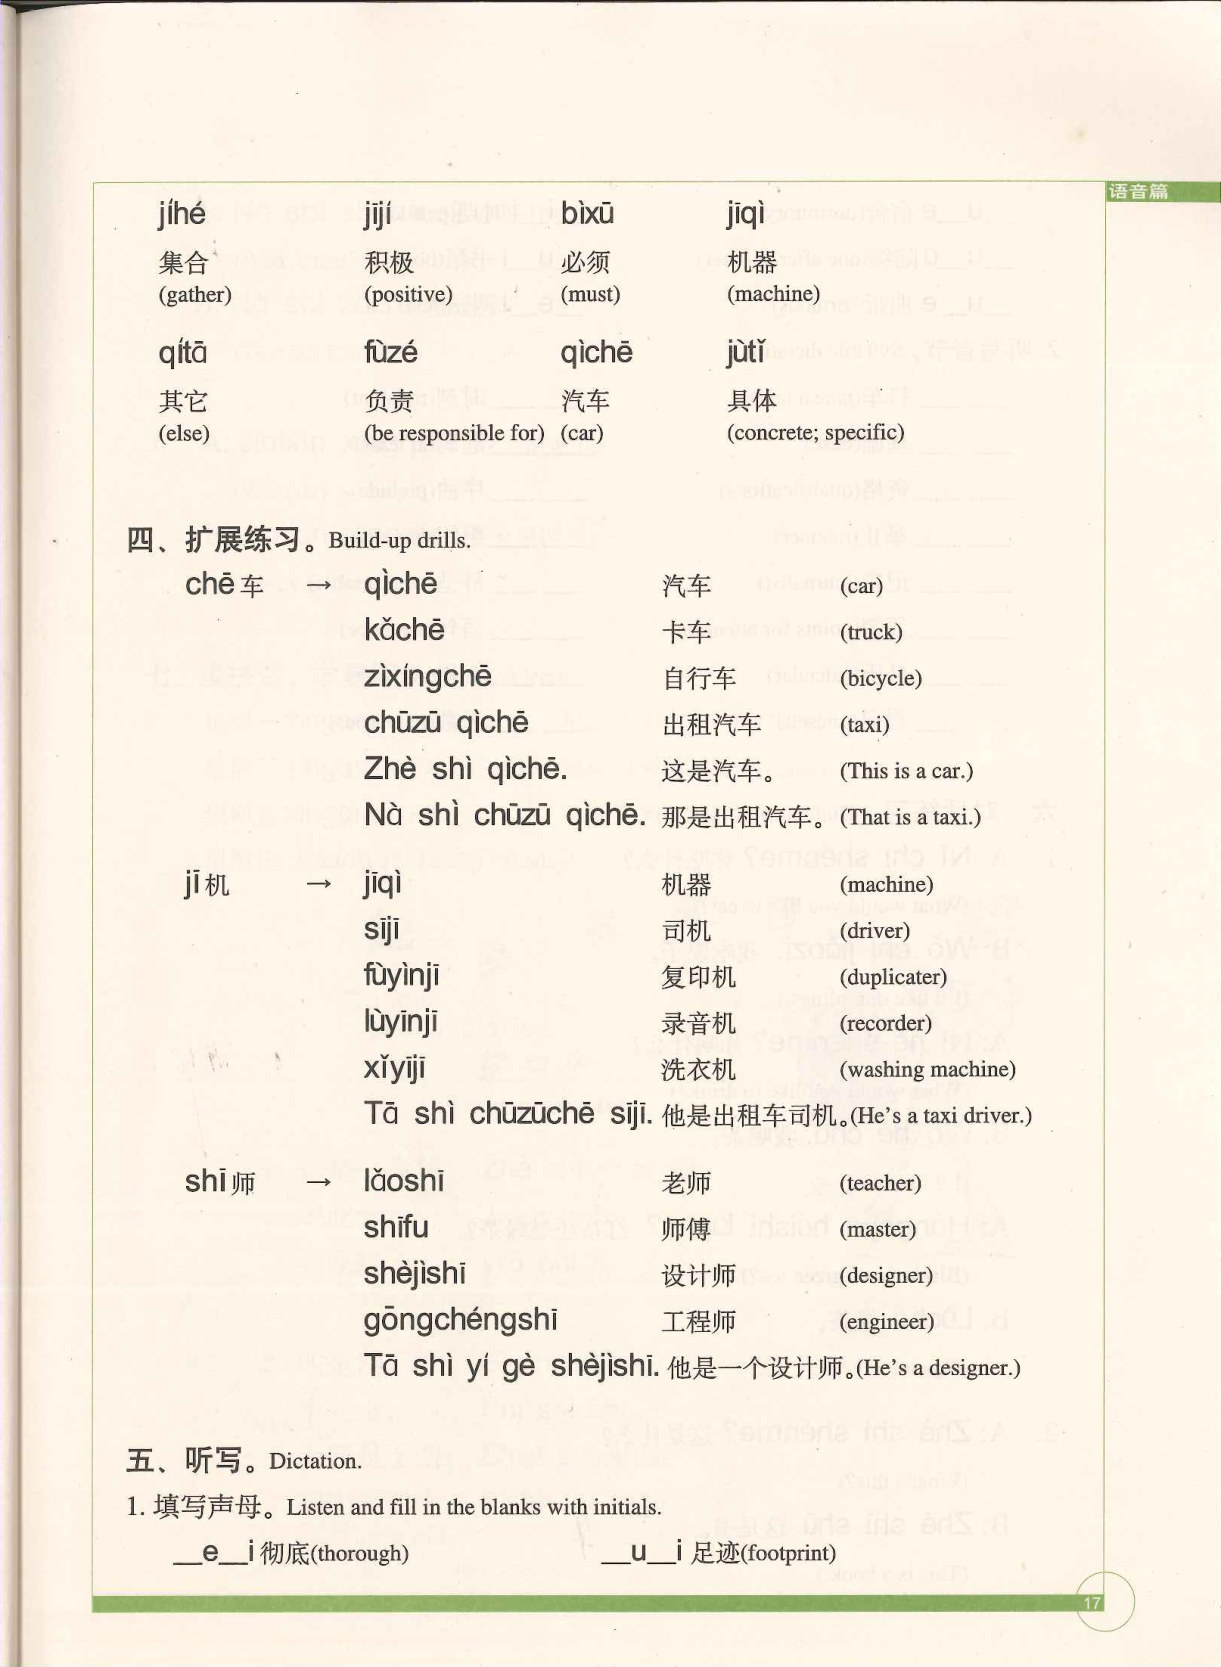 语音篇
jíhé jījí bìxū jīqì
集合 积极 必须 机器
(gather) (positive) (must) (machine)
qítā fùzé qìchē jùtǐ
其它 负责 汽车 具体
(else) (be responsible for) (car) (concrete; specific)
四、扩展练习。Build-up drills.
chē 车 → qìchē 汽车 (car)
kǎchē 卡车 (truck)
zìxíngchē 自行车 (bicycle)
chūzū qìchē 出租汽车 (taxi)
Zhè shì qìchē. 这是汽车。 (This is a car.)
Nà shì chūzū qìchē. 那是出租汽车。 (That is a taxi.)
jī 机 → jīqì 机器 (machine)
sījī 司机 (driver)
fùyìnjī 复印机 (duplicater)
lùyīnjī 录音机 (recorder)
xǐyījī 洗衣机 (washing machine)
Tā shì chūzūchē sijī. 他是出租车司机。(He's a taxi driver.)
shī 师 → lǎoshī 老师 (teacher)
shīfu 师傅 (master)
shèjìshī 设计师 (designer)
gōngchéngshī 工程师 (engineer)
Tā shì yí gè shèjìshī. 他是一个设计师。(He's a designer.)
五、听写。Dictation.
1. 填写声母。Listen and fill in the blanks with initials.
__e__i 彻底(thorough) __u__i 足迹(footprint)
17